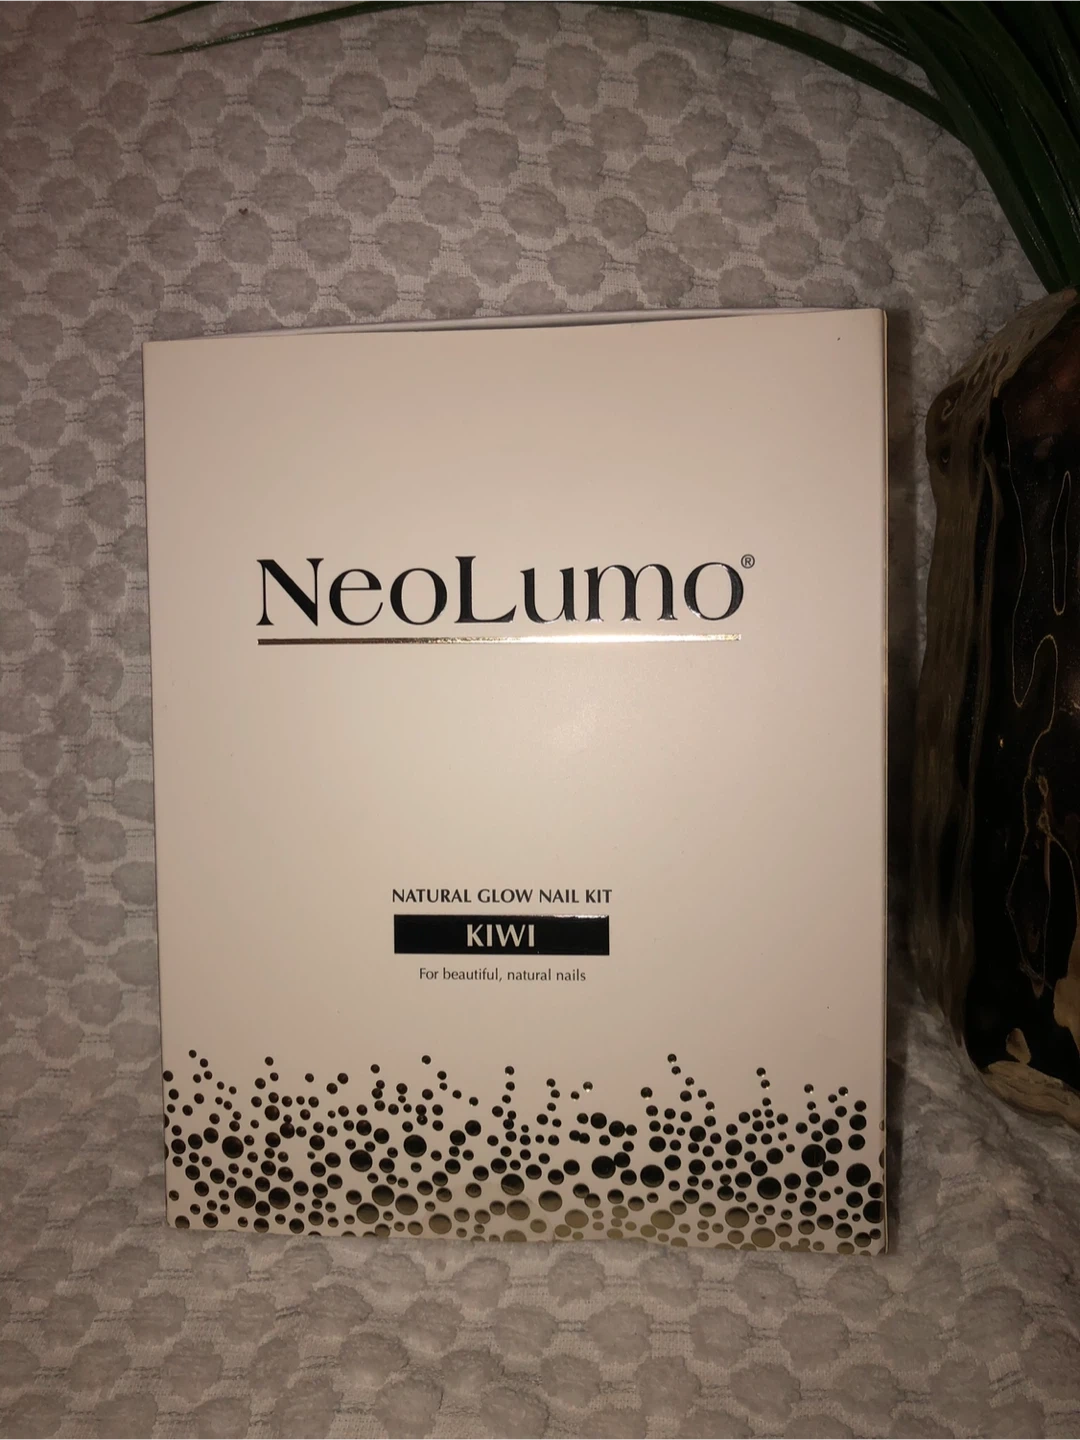 NeoLumo®
NATURAL GLOW NAIL KIT
KIWI
For beautiful, natural nails